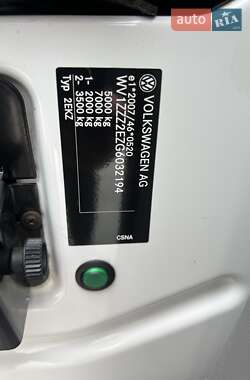 AUTO.RIA
VOLKSWAGEN AG
e1*2007/46*0520
WV1ZZZ2EZG6032194
5000 kg
7000 kg
1- 2000 kg
2- 3500 kg
Typ 2EKZ
CSNA